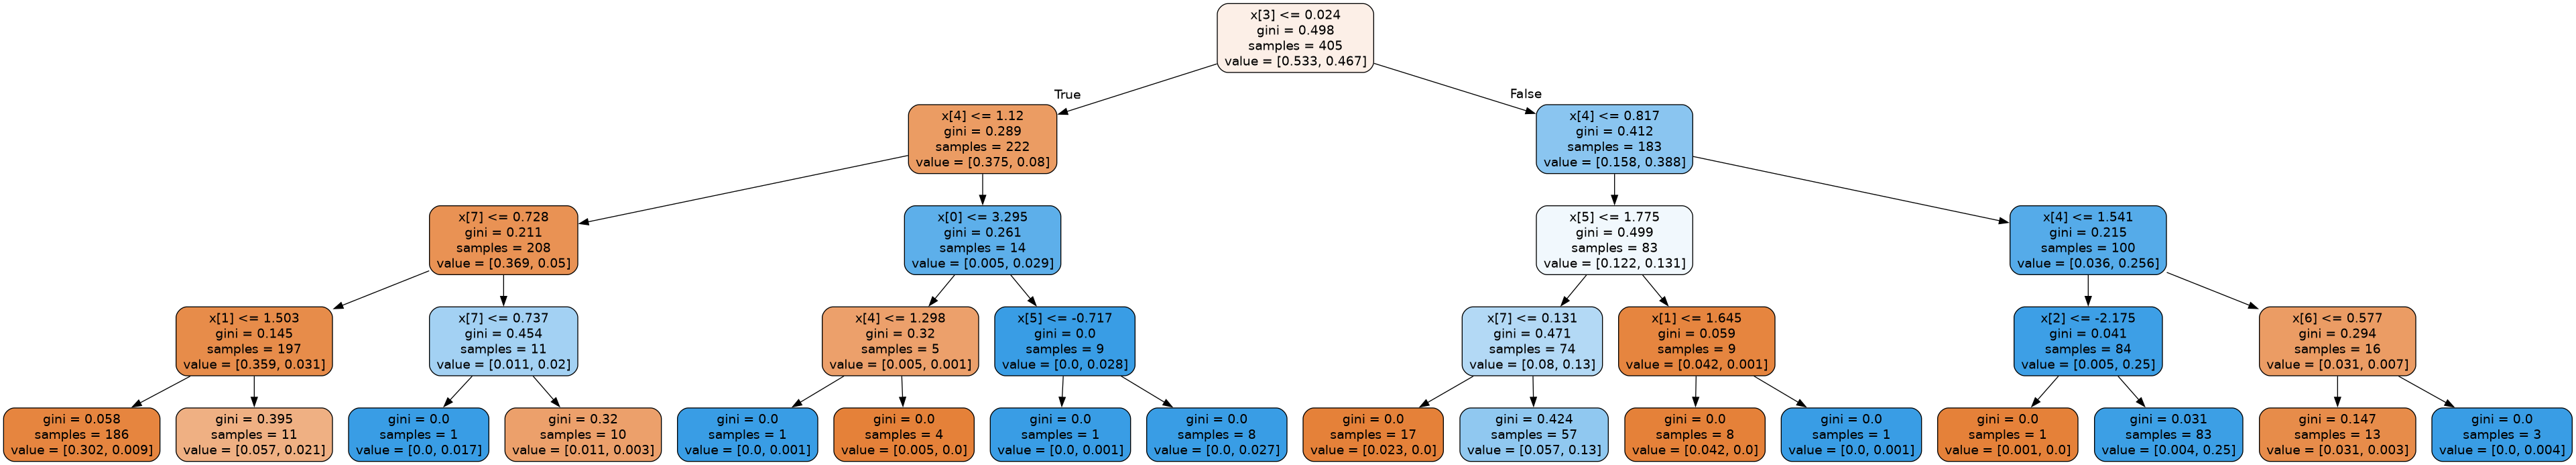 x[3] <= 0.024
gini = 0.498
samples = 405
value = [0.533, 0.467]
True
False
x[4] <= 1.12
gini = 0.289
samples = 222
value = [0.375, 0.08]
x[4] <= 0.817
gini = 0.412
samples = 183
value = [0.158, 0.388]
x[7] <= 0.728
gini = 0.211
samples = 208
value = [0.369, 0.05]
x[0] <= 3.295
gini = 0.261
samples = 14
value = [0.005, 0.029]
x[5] <= 1.775
gini = 0.499
samples = 83
value = [0.122, 0.131]
x[4] <= 1.541
gini = 0.215
samples = 100
value = [0.036, 0.256]
x[1] <= 1.503
gini = 0.145
samples = 197
value = [0.359, 0.031]
x[7] <= 0.737
gini = 0.454
samples = 11
value = [0.011, 0.02]
x[4] <= 1.298
gini = 0.32
samples = 5
value = [0.005, 0.001]
x[5] <= -0.717
gini = 0.0
samples = 9
value = [0.0, 0.028]
x[7] <= 0.131
gini = 0.471
samples = 74
value = [0.08, 0.13]
x[1] <= 1.645
gini = 0.059
samples = 9
value = [0.042, 0.001]
x[2] <= -2.175
gini = 0.041
samples = 84
value = [0.005, 0.25]
x[6] <= 0.577
gini = 0.294
samples = 16
value = [0.031, 0.007]
gini = 0.058
samples = 186
value = [0.302, 0.009]
gini = 0.395
samples = 11
value = [0.057, 0.021]
gini = 0.0
samples = 1
value = [0.0, 0.017]
gini = 0.32
samples = 10
value = [0.011, 0.003]
gini = 0.0
samples = 1
value = [0.0, 0.001]
gini = 0.0
samples = 4
value = [0.005, 0.0]
gini = 0.0
samples = 1
value = [0.0, 0.001]
gini = 0.0
samples = 8
value = [0.0, 0.027]
gini = 0.0
samples = 17
value = [0.023, 0.0]
gini = 0.424
samples = 57
value = [0.057, 0.13]
gini = 0.0
samples = 8
value = [0.042, 0.0]
gini = 0.0
samples = 1
value = [0.0, 0.001]
gini = 0.0
samples = 1
value = [0.001, 0.0]
gini = 0.031
samples = 83
value = [0.004, 0.25]
gini = 0.147
samples = 13
value = [0.031, 0.003]
gini = 0.0
samples = 3
value = [0.0, 0.004]